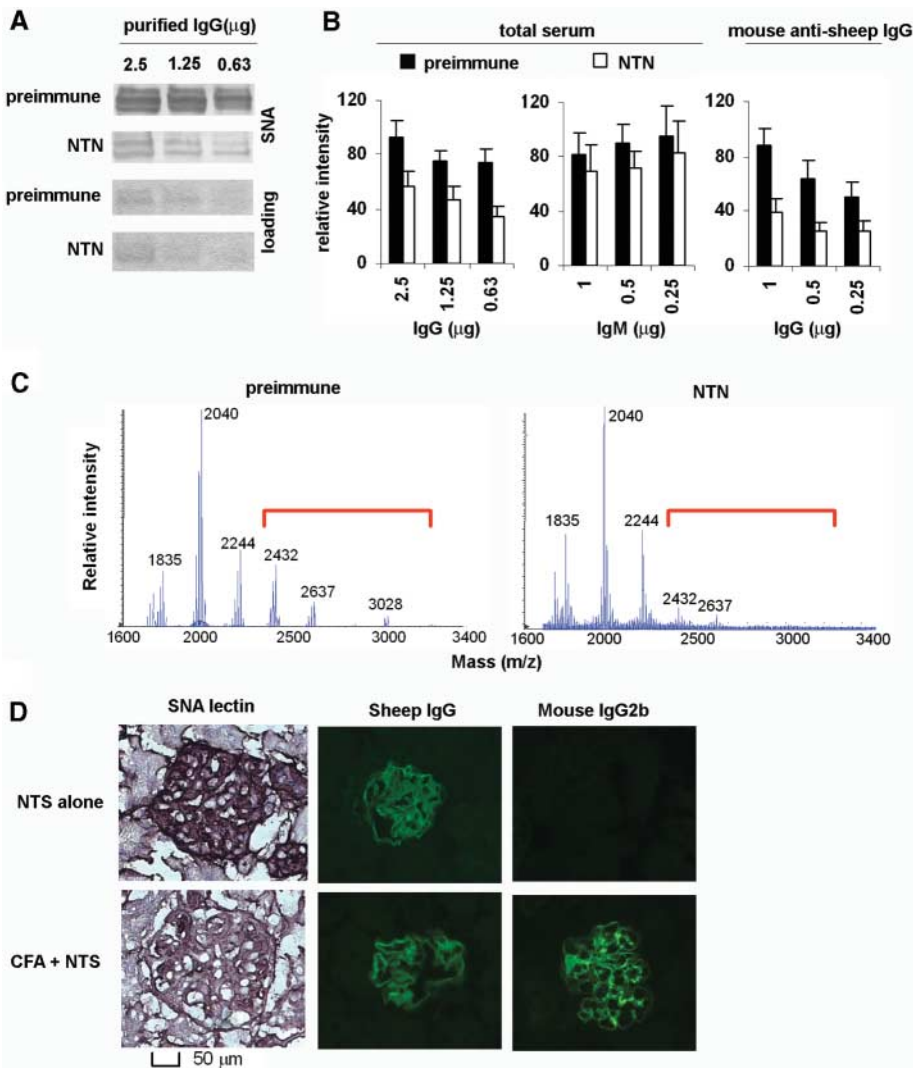 A
purified IgG(μg)
2.5 1.25 0.63
preimmune
NTN
SNA
preimmune
NTN
loading
B
total serum
mouse anti-sheep IgG
preimmune NTN
relative intensity
120
80
40
0
2.5 1.25 0.63
IgG (μg)
120
80
40
0
1 0.5 0.25
IgM (μg)
120
80
40
0
1 0.5 0.25
IgG (μg)
C
preimmune
NTN
Relative intensity
2040
1835
2244
2432
2637
3028
1600 2000 2500 3000 3400
2040
1835
2244
2432
2637
1600 2000 2500 3000 3400
Mass (m/z)
D
SNA lectin Sheep IgG Mouse IgG2b
NTS alone
CFA + NTS
50 μm